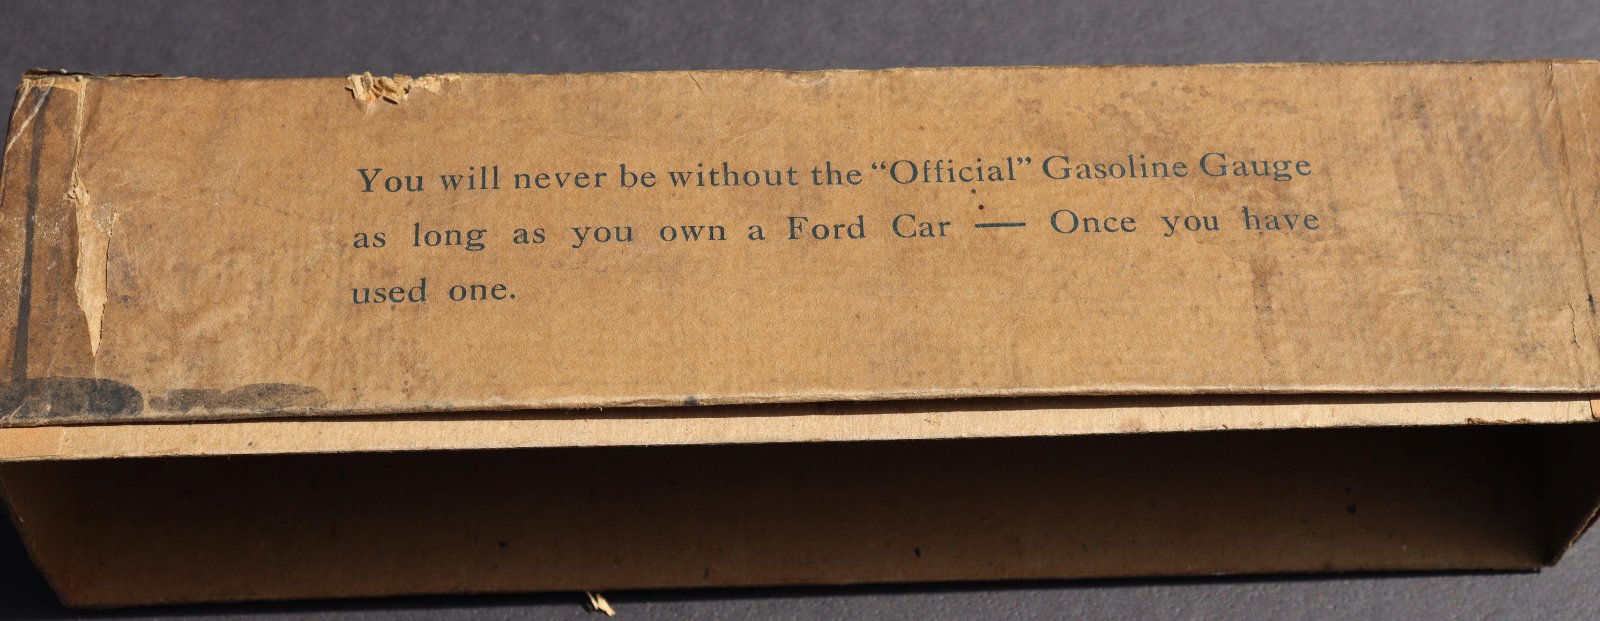 You will never be without the “Official” Gasoline Gauge
as long as you own a Ford Car — Once you have
used one.